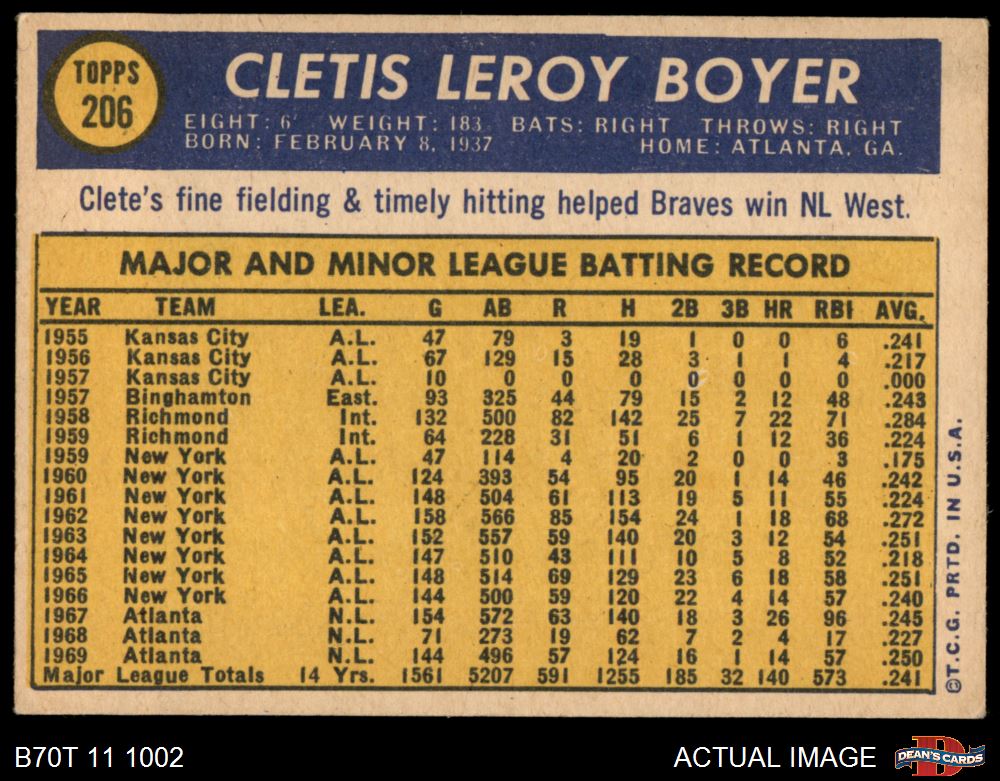 TOPPS
206
CLETIS LEROY BOYER
EIGHT: 6' WEIGHT: 183 BATS: RIGHT THROWS: RIGHT
BORN: FEBRUARY 8, 1937 HOME: ATLANTA, GA.
Clete's fine fielding & timely hitting helped Braves win NL West.
MAJOR AND MINOR LEAGUE BATTING RECORD
YEAR TEAM LEA. G AB R H 2B 3B HR RBI AVG.
1955 Kansas City A.L. 47 79 3 19 1 0 0 6 .241
1956 Kansas City A.L. 67 129 15 28 3 1 1 4 .217
1957 Kansas City A.L. 10 0 0 0 0 0 0 0 .000
1957 Binghamton East. 93 325 44 79 15 2 12 48 .243
1958 Richmond Int. 132 500 82 142 25 7 22 71 .284
1959 Richmond Int. 64 228 31 51 6 1 12 36 .224
1959 New York A.L. 47 114 4 20 2 0 0 3 .175
1960 New York A.L. 124 393 54 95 20 1 14 46 .242
1961 New York A.L. 148 504 61 113 19 5 11 55 .224
1962 New York A.L. 158 566 85 154 24 1 18 68 .272
1963 New York A.L. 152 557 59 140 20 3 12 54 .251
1964 New York A.L. 147 510 43 111 10 5 8 52 .218
1965 New York A.L. 148 514 69 129 23 6 18 58 .251
1966 New York A.L. 144 500 59 120 22 4 14 57 .240
1967 Atlanta N.L. 154 572 63 140 18 3 26 96 .245
1968 Atlanta N.L. 71 273 19 62 7 2 4 17 .227
1969 Atlanta N.L. 144 496 57 124 16 1 14 57 .250
Major League Totals 14 Yrs. 1561 5207 591 1255 185 32 140 573 .241
©T.C.G. PRTD. IN U.S.A.
B70T 11 1002
ACTUAL IMAGE
D
DEAN'S CARDS